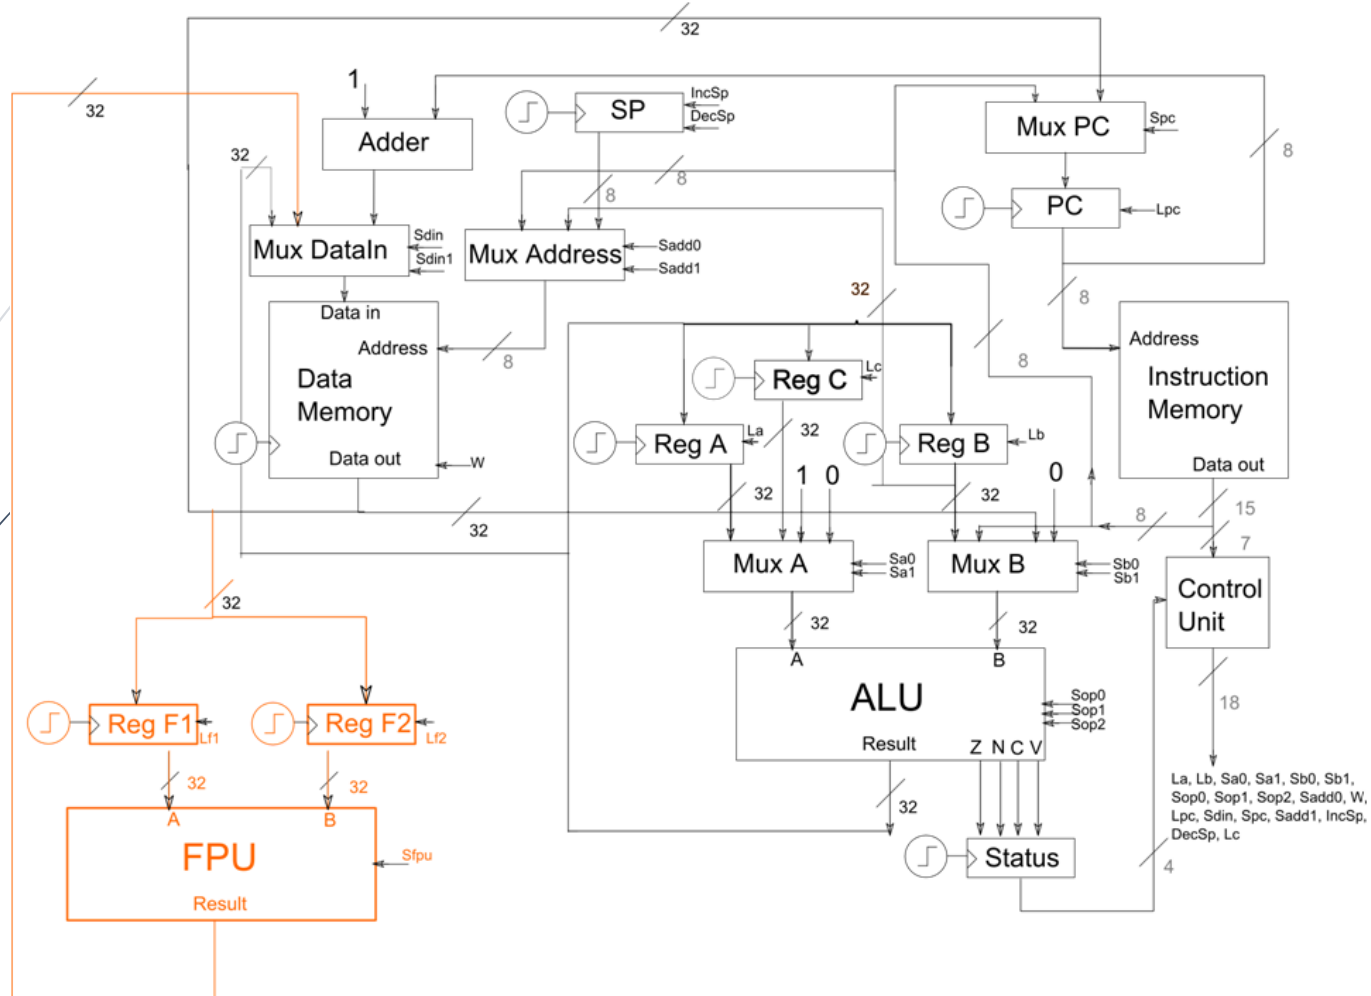 32
32
1
IncSp
SP
DecSp
Adder
Mux PC
Spc
32
8
8
8
PC
Lpc
Mux DataIn
Sdin
Sdin1
Mux Address
Sadd0
Sadd1
32
8
Data in
Address
8
8
Data
Memory
Address
Instruction
Memory
Reg C
Lc
Reg A
La
32
Reg B
Lb
Data out
W
Data out
32
1 0
32
0
15
32
8
7
Mux A
Sa0
Sa1
Mux B
Sb0
Sb1
Control
Unit
32
32
32
A
B
ALU
Sop0
Sop1
Sop2
18
Reg F1
Lf1
Reg F2
Lf2
Result
Z N C V
32
32
32
La, Lb, Sa0, Sa1, Sb0, Sb1,
Sop0, Sop1, Sop2, Sadd0, W,
Lpc, Sdin, Spc, Sadd1, IncSp,
DecSp, Lc
A
B
FPU
Sfpu
Result
Status
4